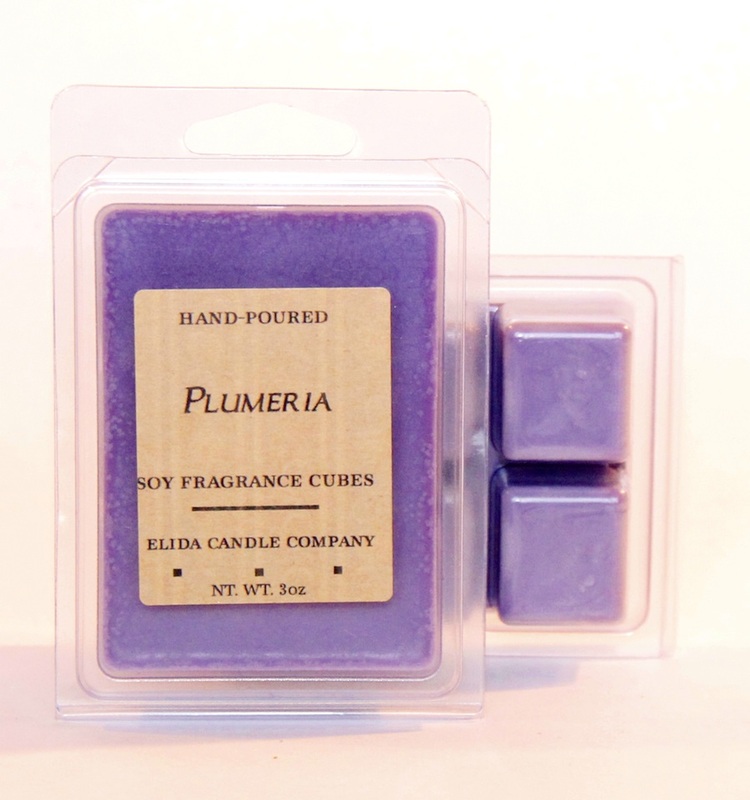 HAND-POURED
PLUMERIA
SOY FRAGRANCE CUBES
ELIDA CANDLE COMPANY
NT. WT. 3oz